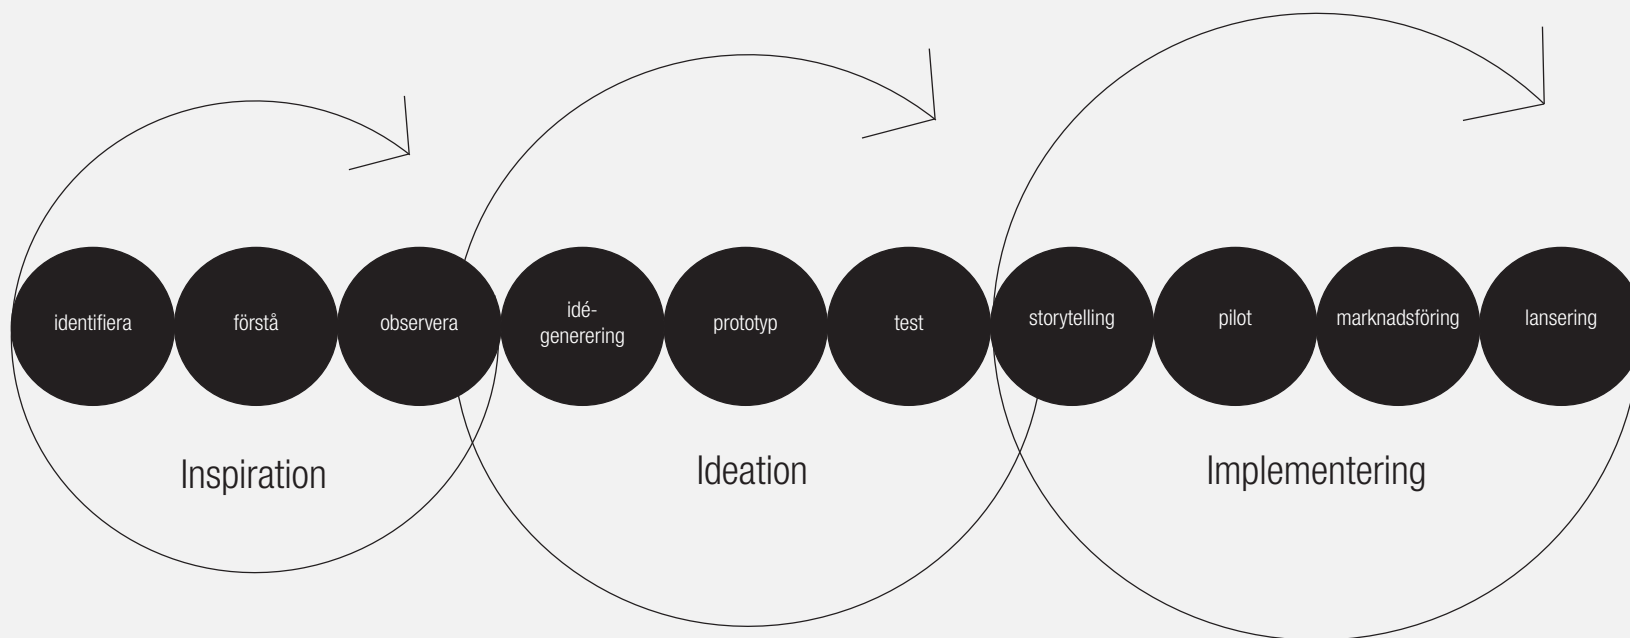 identifiera
förstå
observera
idé-
generering
prototyp
test
storytelling
pilot
marknadsföring
lansering
Inspiration
Ideation
Implementering